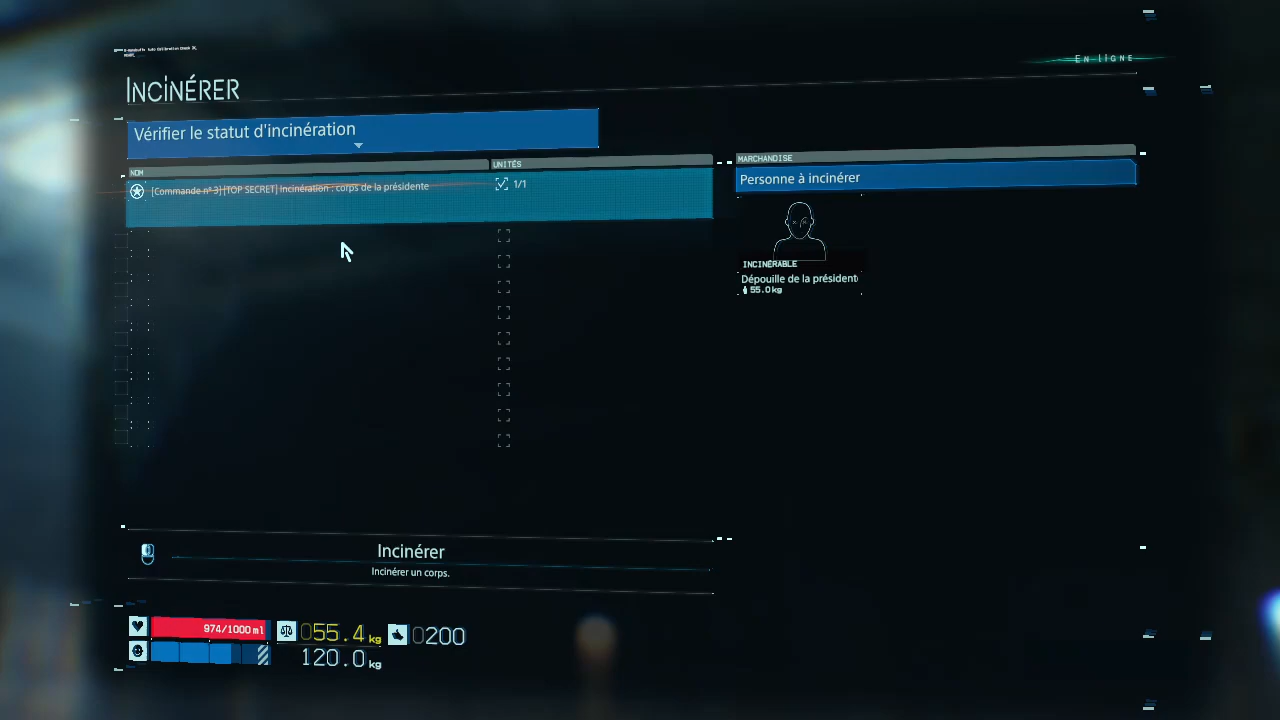 En ligne
Incinérer
Vérifier le statut d'incinération
NOM
UNITÉS
[Commande n° 3] [TOP SECRET] Incinération : corps de la présidente
1/1
MARCHANDISE
Personne à incinérer
INCINÉRABLE
Dépouille de la président
55.0 kg
Incinérer
Incinérer un corps.
974/1000 ml
055.4 kg
0200
120.0 kg